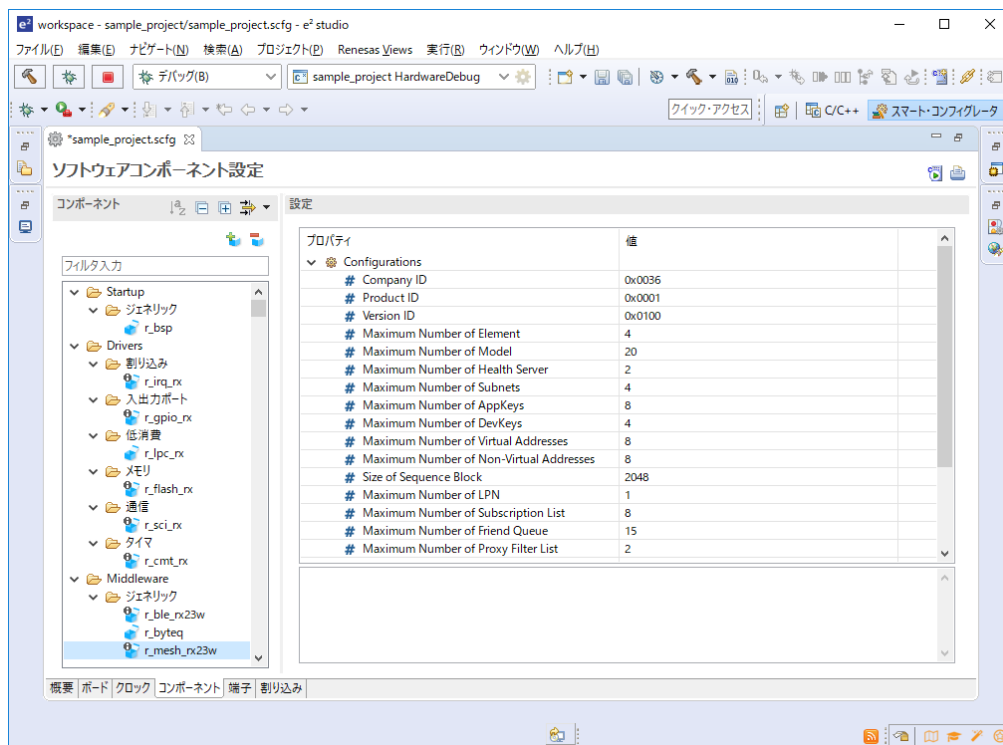 workspace - sample_project/sample_project.scfg - e² studio
ファイル(F) 編集(E) ナビゲート(N) 検索(A) プロジェクト(P) Renesas Views 実行(R) ウィンドウ(W) ヘルプ(H)
デバッグ(B) sample_project HardwareDebug
クイック・アクセス C/C++ スマート・コンフィグレータ
*sample_project.scfg
ソフトウェアコンポーネント設定
コンポーネント
フィルタ入力
Startup
ジェネリック
r_bsp
Drivers
割り込み
r_irq_rx
入出力ポート
r_gpio_rx
低消費
r_lpc_rx
メモリ
r_flash_rx
通信
r_sci_rx
タイマ
r_cmt_rx
Middleware
ジェネリック
r_ble_rx23w
r_byteq
r_mesh_rx23w
設定
プロパティ 値
Configurations
# Company ID 0x0036
# Product ID 0x0001
# Version ID 0x0100
# Maximum Number of Element 4
# Maximum Number of Model 20
# Maximum Number of Health Server 2
# Maximum Number of Subnets 4
# Maximum Number of AppKeys 8
# Maximum Number of DevKeys 4
# Maximum Number of Virtual Addresses 8
# Maximum Number of Non-Virtual Addresses 8
# Size of Sequence Block 2048
# Maximum Number of LPN 1
# Maximum Number of Subscription List 8
# Maximum Number of Friend Queue 15
# Maximum Number of Proxy Filter List 2
概要 ボード クロック コンポーネント 端子 割り込み